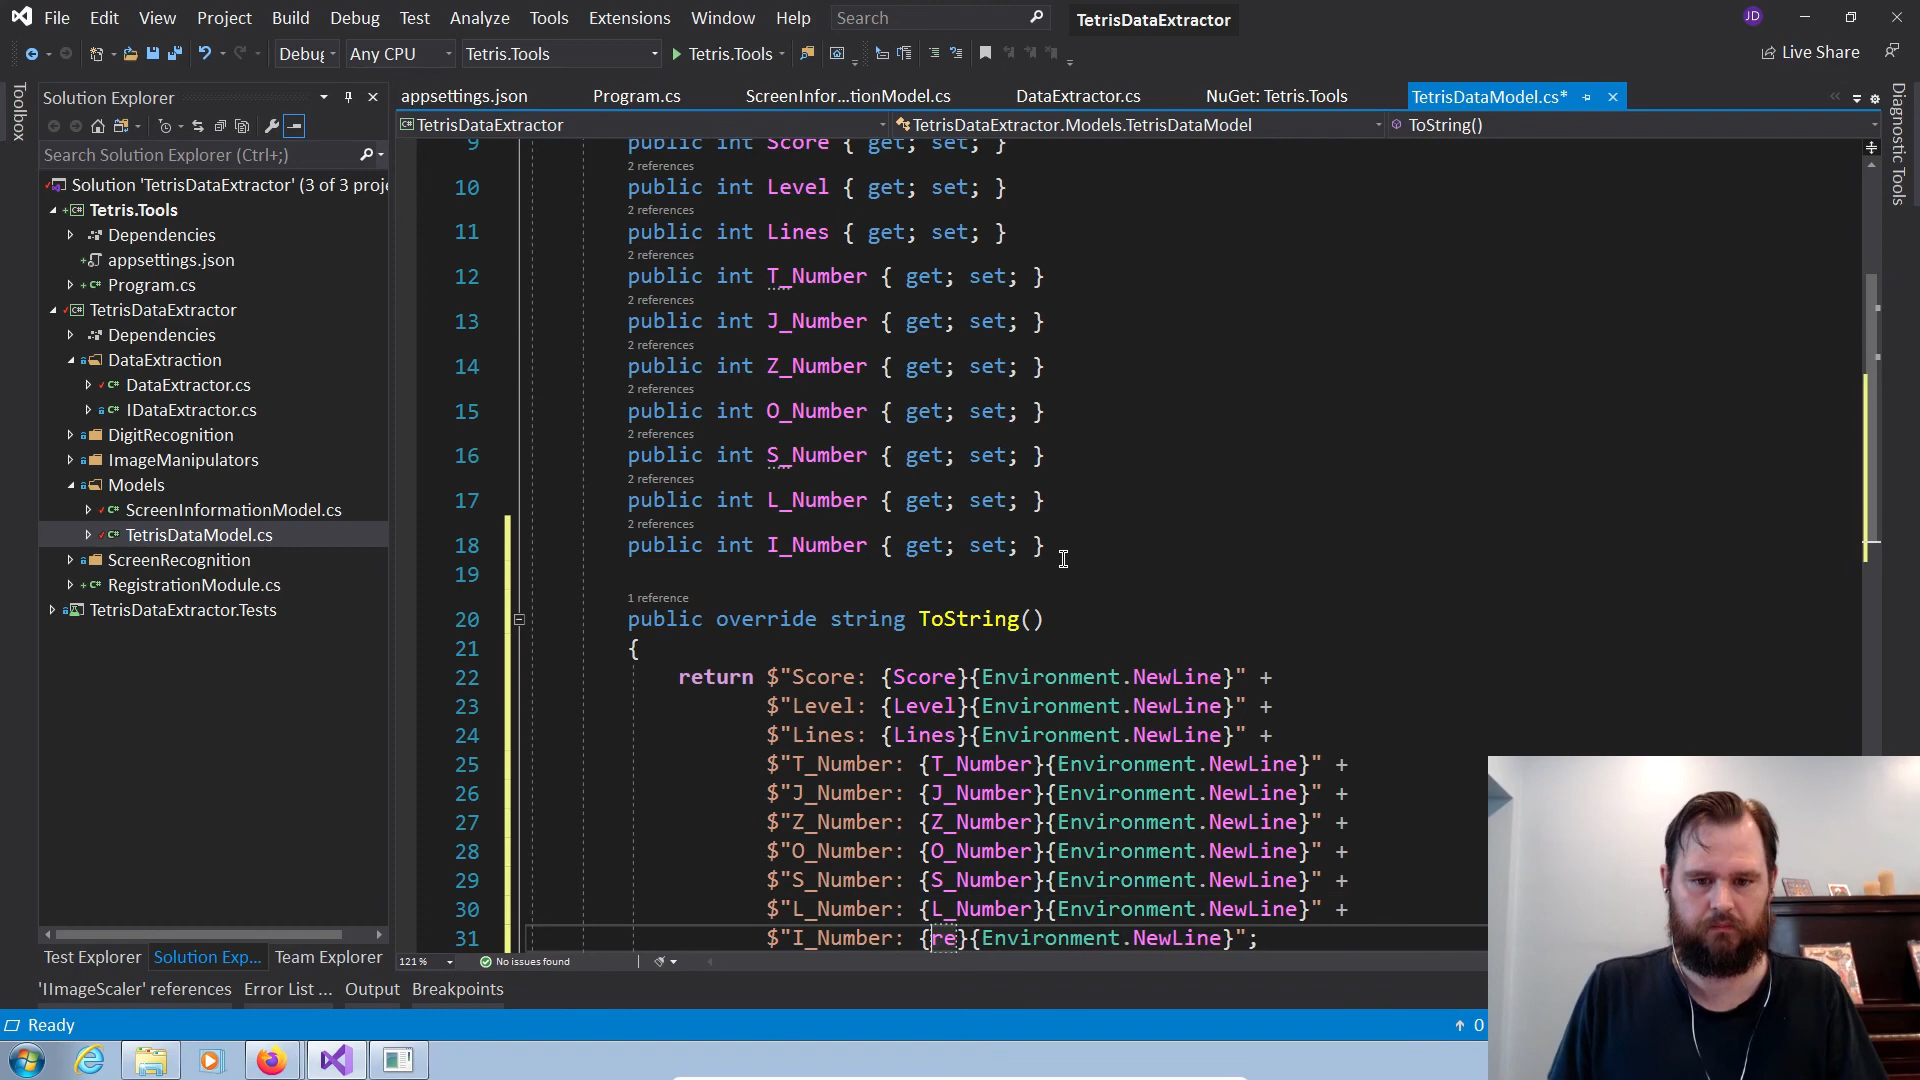 File Edit View Project Build Debug Test Analyze Tools Extensions Window Help Search TetrisDataExtractor JD
Debug Any CPU Tetris.Tools Tetris.Tools Live Share
Toolbox
Solution Explorer
Search Solution Explorer (Ctrl+;)
Solution 'TetrisDataExtractor' (3 of 3 proje
Tetris.Tools
Dependencies
appsettings.json
Program.cs
TetrisDataExtractor
Dependencies
DataExtraction
DataExtractor.cs
IDataExtractor.cs
DigitRecognition
ImageManipulators
Models
ScreenInformationModel.cs
TetrisDataModel.cs
ScreenRecognition
RegistrationModule.cs
TetrisDataExtractor.Tests
Test Explorer Solution Exp... Team Explorer
appsettings.json Program.cs ScreenInfor...tionModel.cs DataExtractor.cs NuGet: Tetris.Tools TetrisDataModel.cs*
TetrisDataExtractor TetrisDataExtractor.Models.TetrisDataModel ToString()
9 public int Score { get; set; }
2 references
10 public int Level { get; set; }
2 references
11 public int Lines { get; set; }
2 references
12 public int T_Number { get; set; }
2 references
13 public int J_Number { get; set; }
2 references
14 public int Z_Number { get; set; }
2 references
15 public int O_Number { get; set; }
2 references
16 public int S_Number { get; set; }
2 references
17 public int L_Number { get; set; }
2 references
18 public int I_Number { get; set; }
19
1 reference
20 public override string ToString()
21 {
22 return $"Score: {Score}{Environment.NewLine}" +
23 $"Level: {Level}{Environment.NewLine}" +
24 $"Lines: {Lines}{Environment.NewLine}" +
25 $"T_Number: {T_Number}{Environment.NewLine}" +
26 $"J_Number: {J_Number}{Environment.NewLine}" +
27 $"Z_Number: {Z_Number}{Environment.NewLine}" +
28 $"O_Number: {O_Number}{Environment.NewLine}" +
29 $"S_Number: {S_Number}{Environment.NewLine}" +
30 $"L_Number: {L_Number}{Environment.NewLine}" +
31 $"I_Number: {re}{Environment.NewLine}";
121 % No issues found
Diagnostic Tools
'IImageScaler' references Error List ... Output Breakpoints
Ready 0